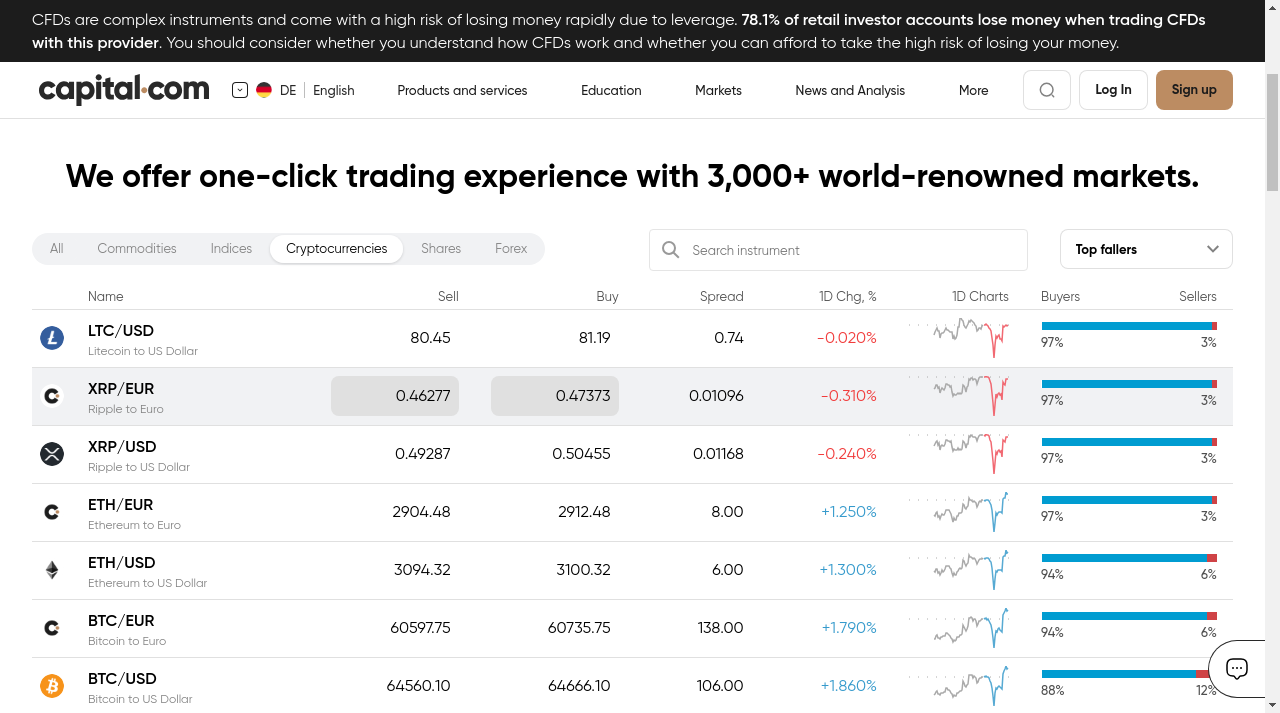 CFDs are complex instruments and come with a high risk of losing money rapidly due to leverage. 78.1% of retail investor accounts lose money when trading CFDs
with this provider. You should consider whether you understand how CFDs work and whether you can afford to take the high risk of losing your money.
capital.com DE English Products and services Education Markets News and Analysis More Log In Sign up
We offer one-click trading experience with 3,000+ world-renowned markets.
All Commodities Indices Cryptocurrencies Shares Forex Search instrument Top fallers
Name Sell Buy Spread 1D Chg, % 1D Charts Buyers Sellers
LTC/USD 80.45 81.19 0.74 -0.020% 97% 3%
Litecoin to US Dollar
XRP/EUR 0.46277 0.47373 0.01096 -0.310% 97% 3%
Ripple to Euro
XRP/USD 0.49287 0.50455 0.01168 -0.240% 97% 3%
Ripple to US Dollar
ETH/EUR 2904.48 2912.48 8.00 +1.250% 97% 3%
Ethereum to Euro
ETH/USD 3094.32 3100.32 6.00 +1.300% 94% 6%
Ethereum to US Dollar
BTC/EUR 60597.75 60735.75 138.00 +1.790% 94% 6%
Bitcoin to Euro
BTC/USD 64560.10 64666.10 106.00 +1.860% 88% 12%
Bitcoin to US Dollar